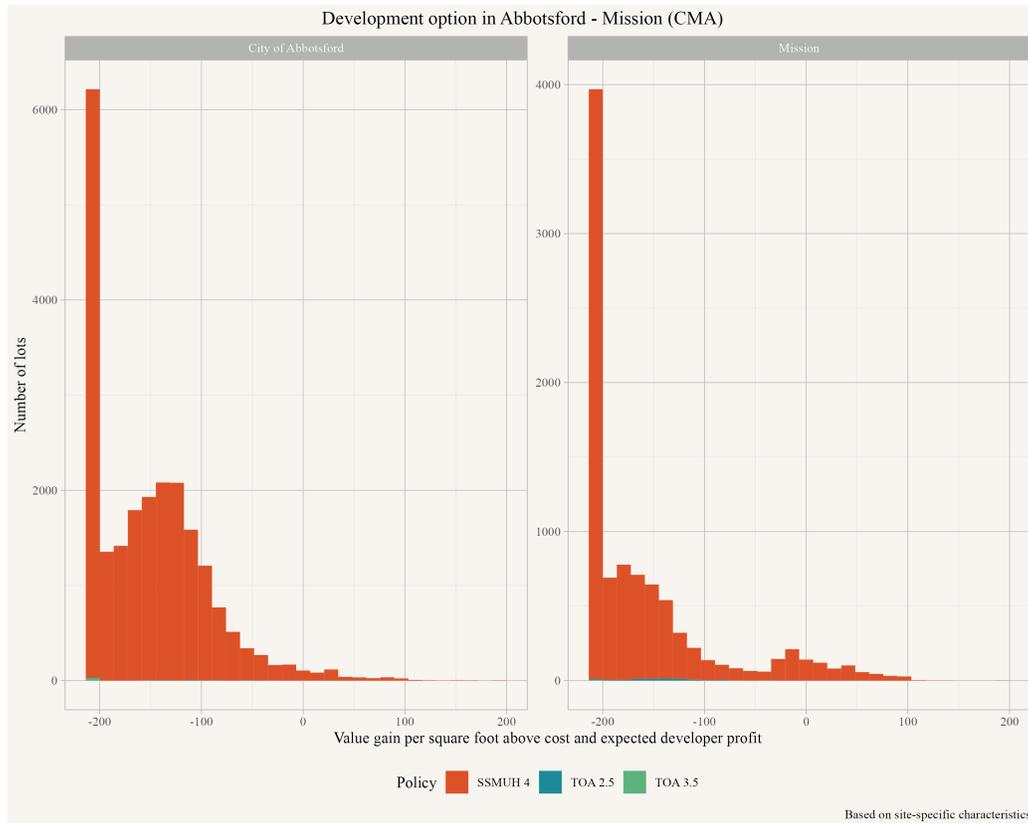 Development option in Abbotsford - Mission (CMA)
City of Abbotsford
Mission
Number of lots
6000
4000
2000
0
4000
3000
2000
1000
0
-200 -100 0 100 200
-200 -100 0 100 200
Value gain per square foot above cost and expected developer profit
Policy SSMUH 4 TOA 2.5 TOA 3.5
Based on site-specific characteristics